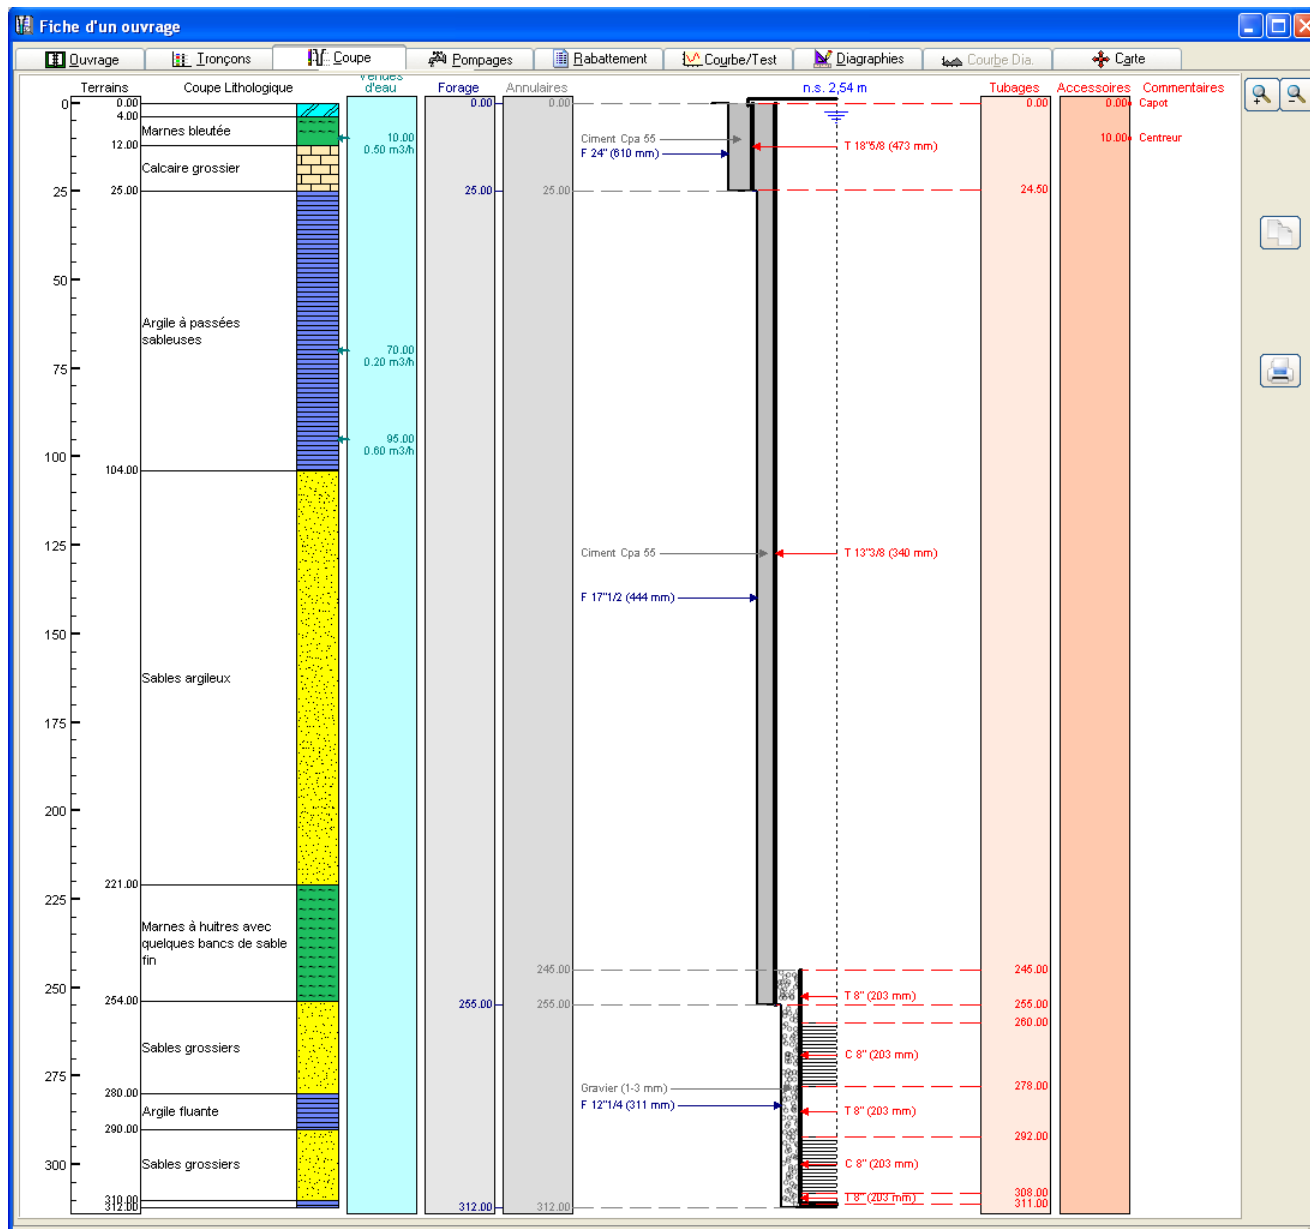 Fiche d'un ouvrage
Ouvrage
Tronçons
Coupe
Pompages
Rabattement
Courbe/Test
Diagraphies
Courbe Dia.
Carte
Terrains
Coupe Lithologique
Venues
d'eau
Forage
Annulaires
n.s. 2,54 m
Tubages
Accessoires
Commentaires
0
0.00
0.00
0.00
0.00
0.00
Capot
4.00
Marnes bleutée
10.00
0.50 m3/h
Ciment Cpa 55
10.00
Centreur
12.00
F 24" (610 mm)
T 18"5/8 (473 mm)
Calcaire grossier
25
25.00
25.00
25.00
24.50
50
Argile à passées
sableuses
75
70.00
0.20 m3/h
95.00
0.60 m3/h
100
104.00
125
Ciment Cpa 55
T 13"3/8 (340 mm)
F 17"1/2 (444 mm)
150
Sables argileux
175
200
221.00
225
Marnes à huitres avec
quelques bancs de sable
fin
246.00
246.00
250
T 8" (203 mm)
254.00
255.00
255.00
255.00
260.00
Sables grossiers
C 8" (203 mm)
275
278.00
280.00
Gravier (1-3 mm)
Argile fluante
F 12"1/4 (311 mm)
T 8" (203 mm)
290.00
292.00
300
Sables grossiers
C 8" (203 mm)
310.00
T 8" (203 mm)
308.00
312.00
312.00
312.00
311.00